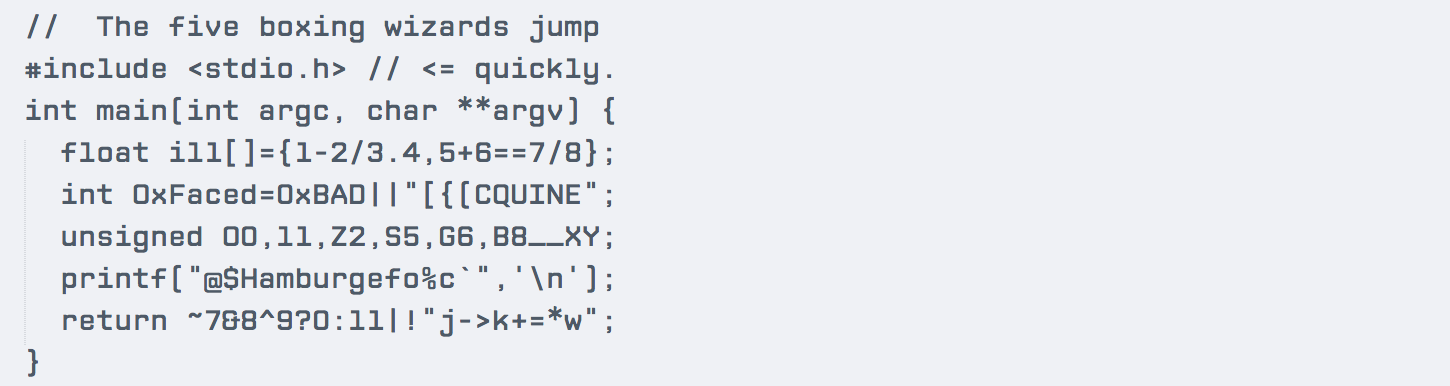 //  The five boxing wizards jump
#include <stdio.h> // <= quickly.
int main(int argc, char **argv) {
  float il1[]={1-2/3.4,5+6==7/8};
  int OxFaced=0xBAD||"[{(CQUINE";
  unsigned O0,l1,Z2,S5,G6,B8__XY;
  printf("@$Hamburgefo%c`",'\n');
  return ~7&8^9?0:l1|!"j->k+=*w";
}